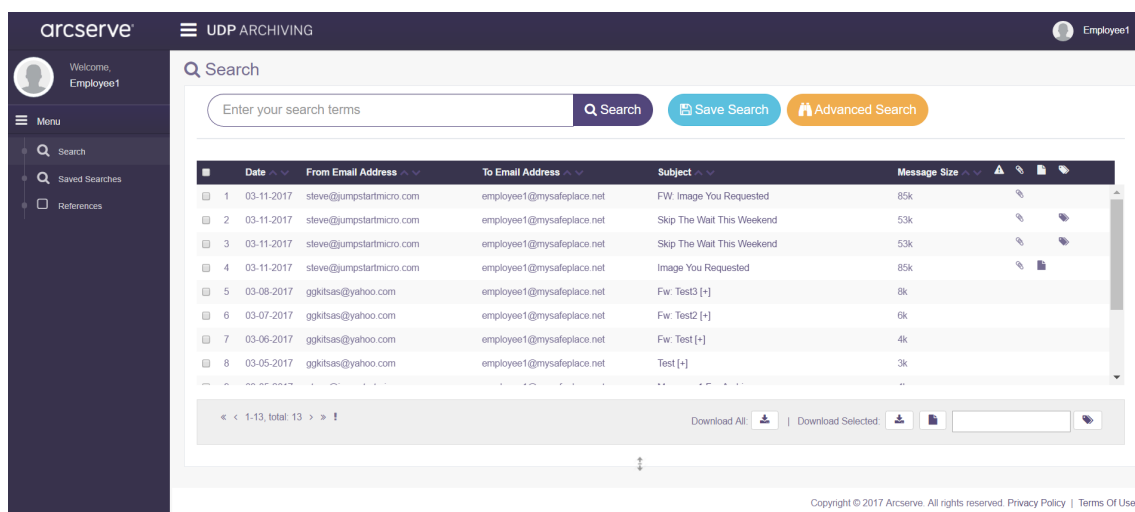 arcserve
UDP ARCHIVING
Employee1
Welcome,
Employee1
Menu
Search
Saved Searches
References
Search
Enter your search terms
Search
Save Search
Advanced Search
Date From Email Address To Email Address Subject Message Size
1 03-11-2017 steve@jumpstartmicro.com employee1@mysafeplace.net FW: Image You Requested 85k
2 03-11-2017 steve@jumpstartmicro.com employee1@mysafeplace.net Skip The Wait This Weekend 53k
3 03-11-2017 steve@jumpstartmicro.com employee1@mysafeplace.net Skip The Wait This Weekend 53k
4 03-11-2017 steve@jumpstartmicro.com employee1@mysafeplace.net Image You Requested 85k
5 03-08-2017 ggkitsas@yahoo.com employee1@mysafeplace.net Fw: Test3 [+] 8k
6 03-07-2017 ggkitsas@yahoo.com employee1@mysafeplace.net Fw: Test2 [+] 6k
7 03-06-2017 ggkitsas@yahoo.com employee1@mysafeplace.net Fw: Test [+] 4k
8 03-05-2017 ggkitsas@yahoo.com employee1@mysafeplace.net Test [+] 3k
« < 1-13, total: 13 > » !
Download All: | Download Selected:
Copyright © 2017 Arcserve. All rights reserved. Privacy Policy | Terms Of Use